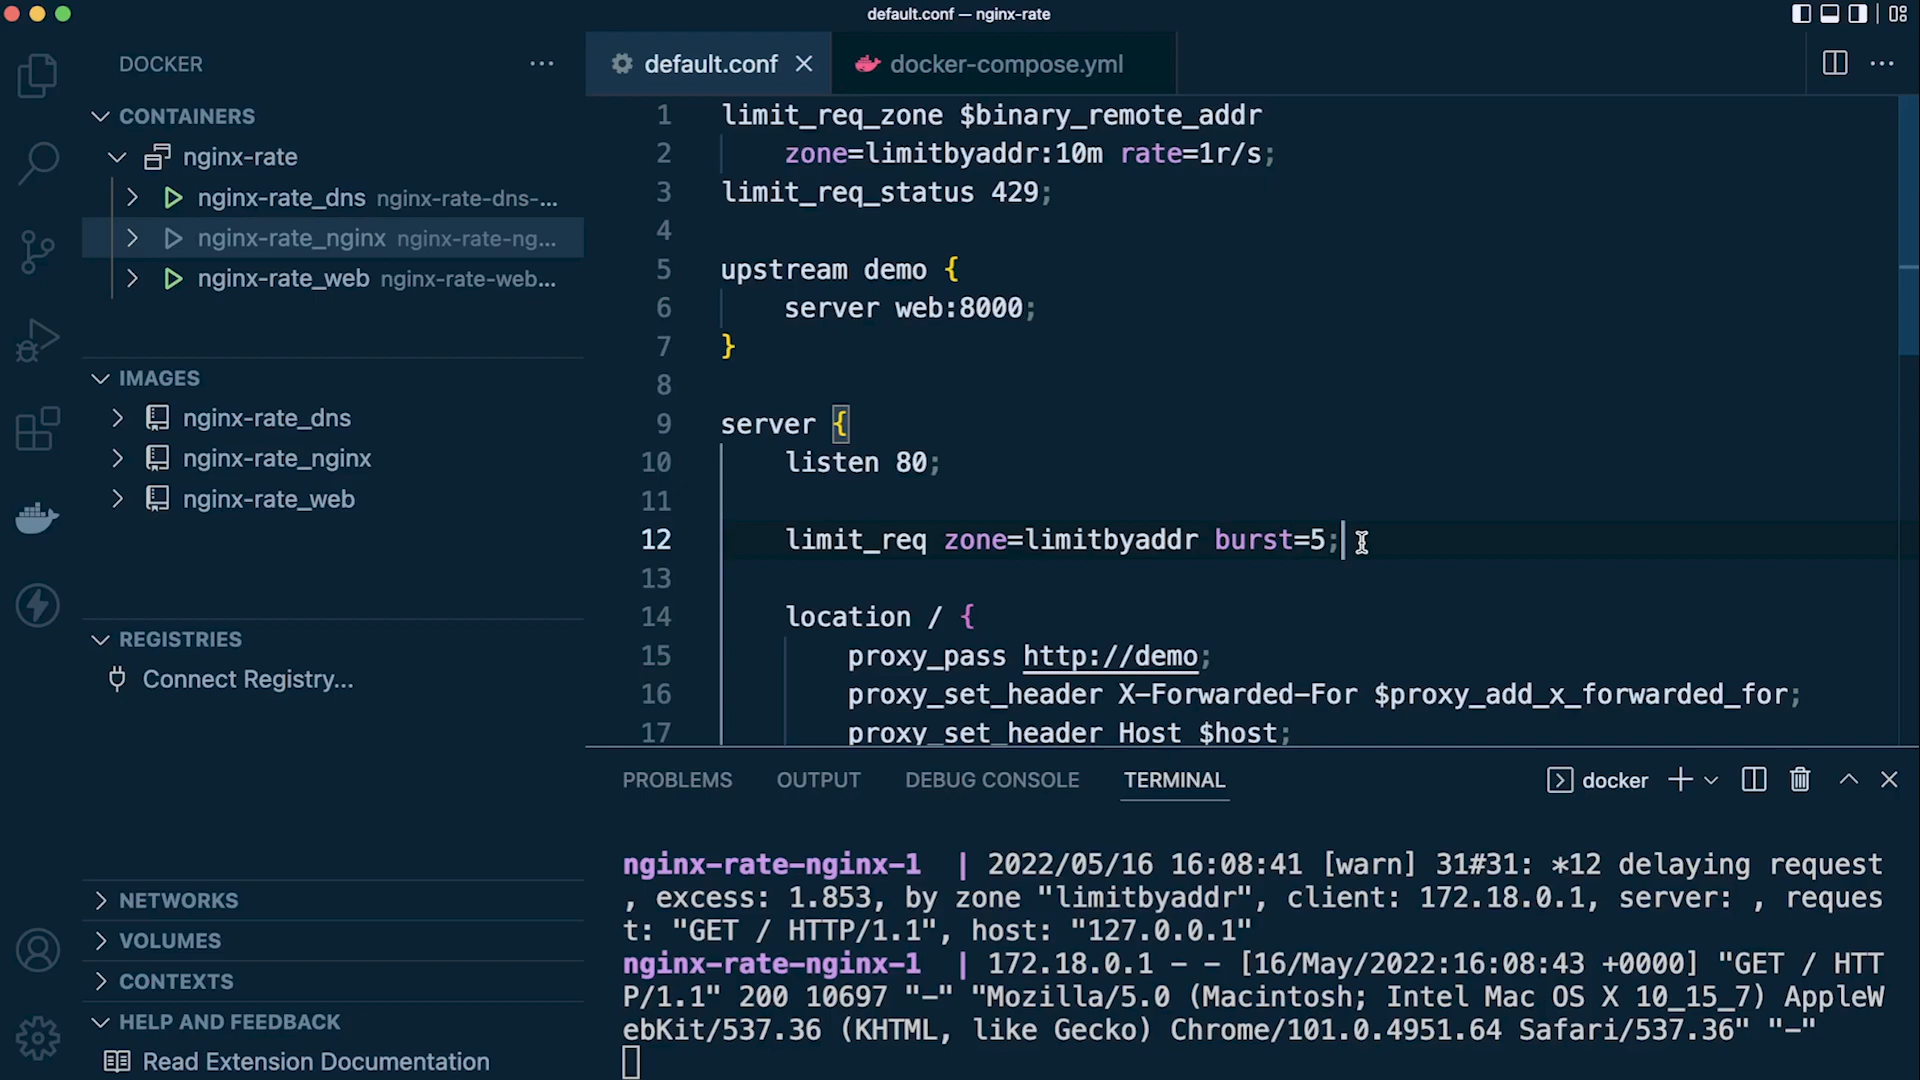 default.conf — nginx-rate
DOCKER
CONTAINERS
nginx-rate
nginx-rate_dns nginx-rate-dns-...
nginx-rate_nginx nginx-rate-ng...
nginx-rate_web nginx-rate-web...
IMAGES
nginx-rate_dns
nginx-rate_nginx
nginx-rate_web
REGISTRIES
Connect Registry...
NETWORKS
VOLUMES
CONTEXTS
HELP AND FEEDBACK
Read Extension Documentation
default.conf docker-compose.yml
1 limit_req_zone $binary_remote_addr
2 zone=limitbyaddr:10m rate=1r/s;
3 limit_req_status 429;
4
5 upstream demo {
6 server web:8000;
7 }
8
9 server {
10 listen 80;
11
12 limit_req zone=limitbyaddr burst=5;
13
14 location / {
15 proxy_pass http://demo;
16 proxy_set_header X-Forwarded-For $proxy_add_x_forwarded_for;
17 proxy_set_header Host $host;
PROBLEMS OUTPUT DEBUG CONSOLE TERMINAL docker
nginx-rate-nginx-1 | 2022/05/16 16:08:41 [warn] 31#31: *12 delaying request
, excess: 1.853, by zone "limitbyaddr", client: 172.18.0.1, server: , reques
t: "GET / HTTP/1.1", host: "127.0.0.1"
nginx-rate-nginx-1 | 172.18.0.1 - - [16/May/2022:16:08:43 +0000] "GET / HTT
P/1.1" 200 10697 "-" "Mozilla/5.0 (Macintosh; Intel Mac OS X 10_15_7) AppleW
ebKit/537.36 (KHTML, like Gecko) Chrome/101.0.4951.64 Safari/537.36" "-"